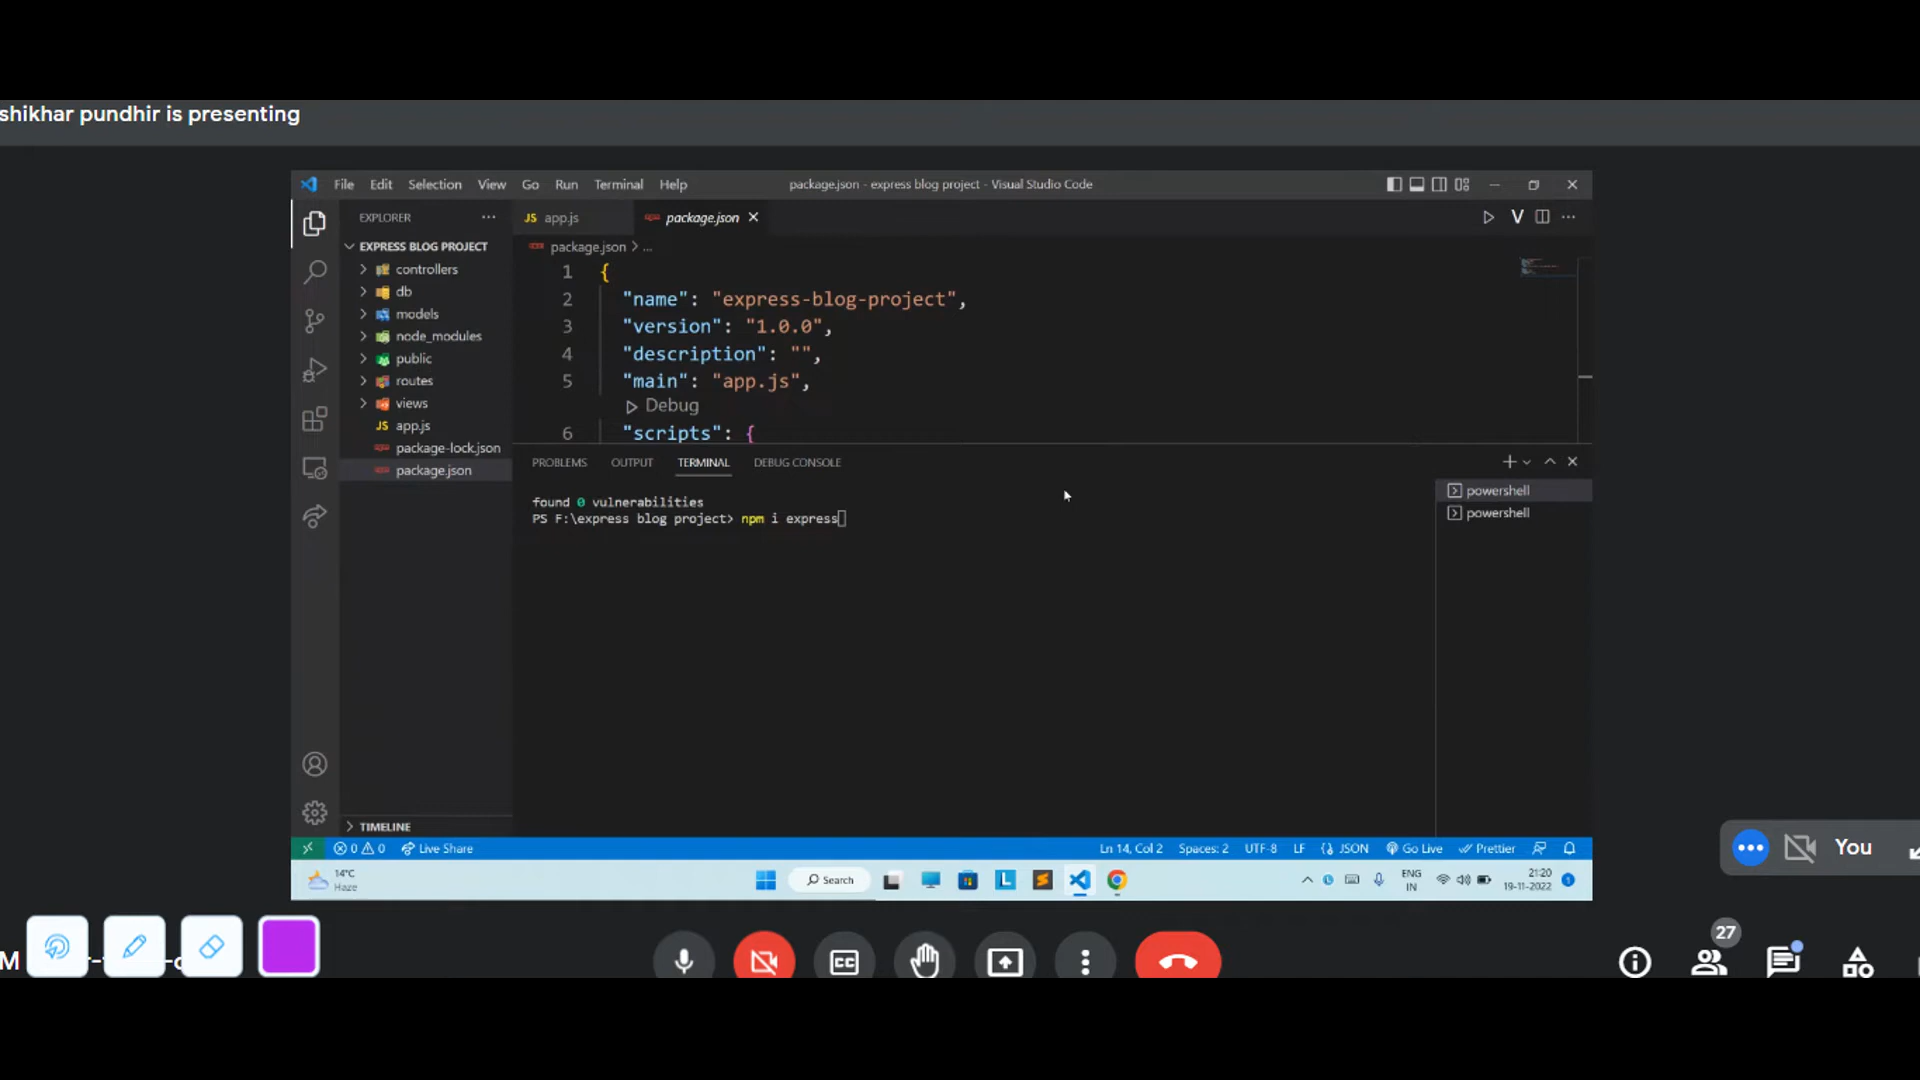 shikhar pundhir is presenting
File Edit Selection View Go Run Terminal Help package.json - express blog project - Visual Studio Code
EXPLORER
JS app.js
package.json
EXPRESS BLOG PROJECT
package.json > ...
controllers
db
models
node_modules
public
routes
views
JS app.js
package-lock.json
package.json
1 {
2 "name": "express-blog-project",
3 "version": "1.0.0",
4 "description": "",
5 "main": "app.js",
Debug
6 "scripts": {
PROBLEMS OUTPUT TERMINAL DEBUG CONSOLE
found 0 vulnerabilities
PS F:\express blog project> npm i express
powershell
powershell
TIMELINE
0 0 Live Share Ln 14, Col 2 Spaces: 2 UTF-8 LF JSON Go Live Prettier
14°C
Haze
Search
ENG
IN
21:20
19-11-2022
You
27
CC